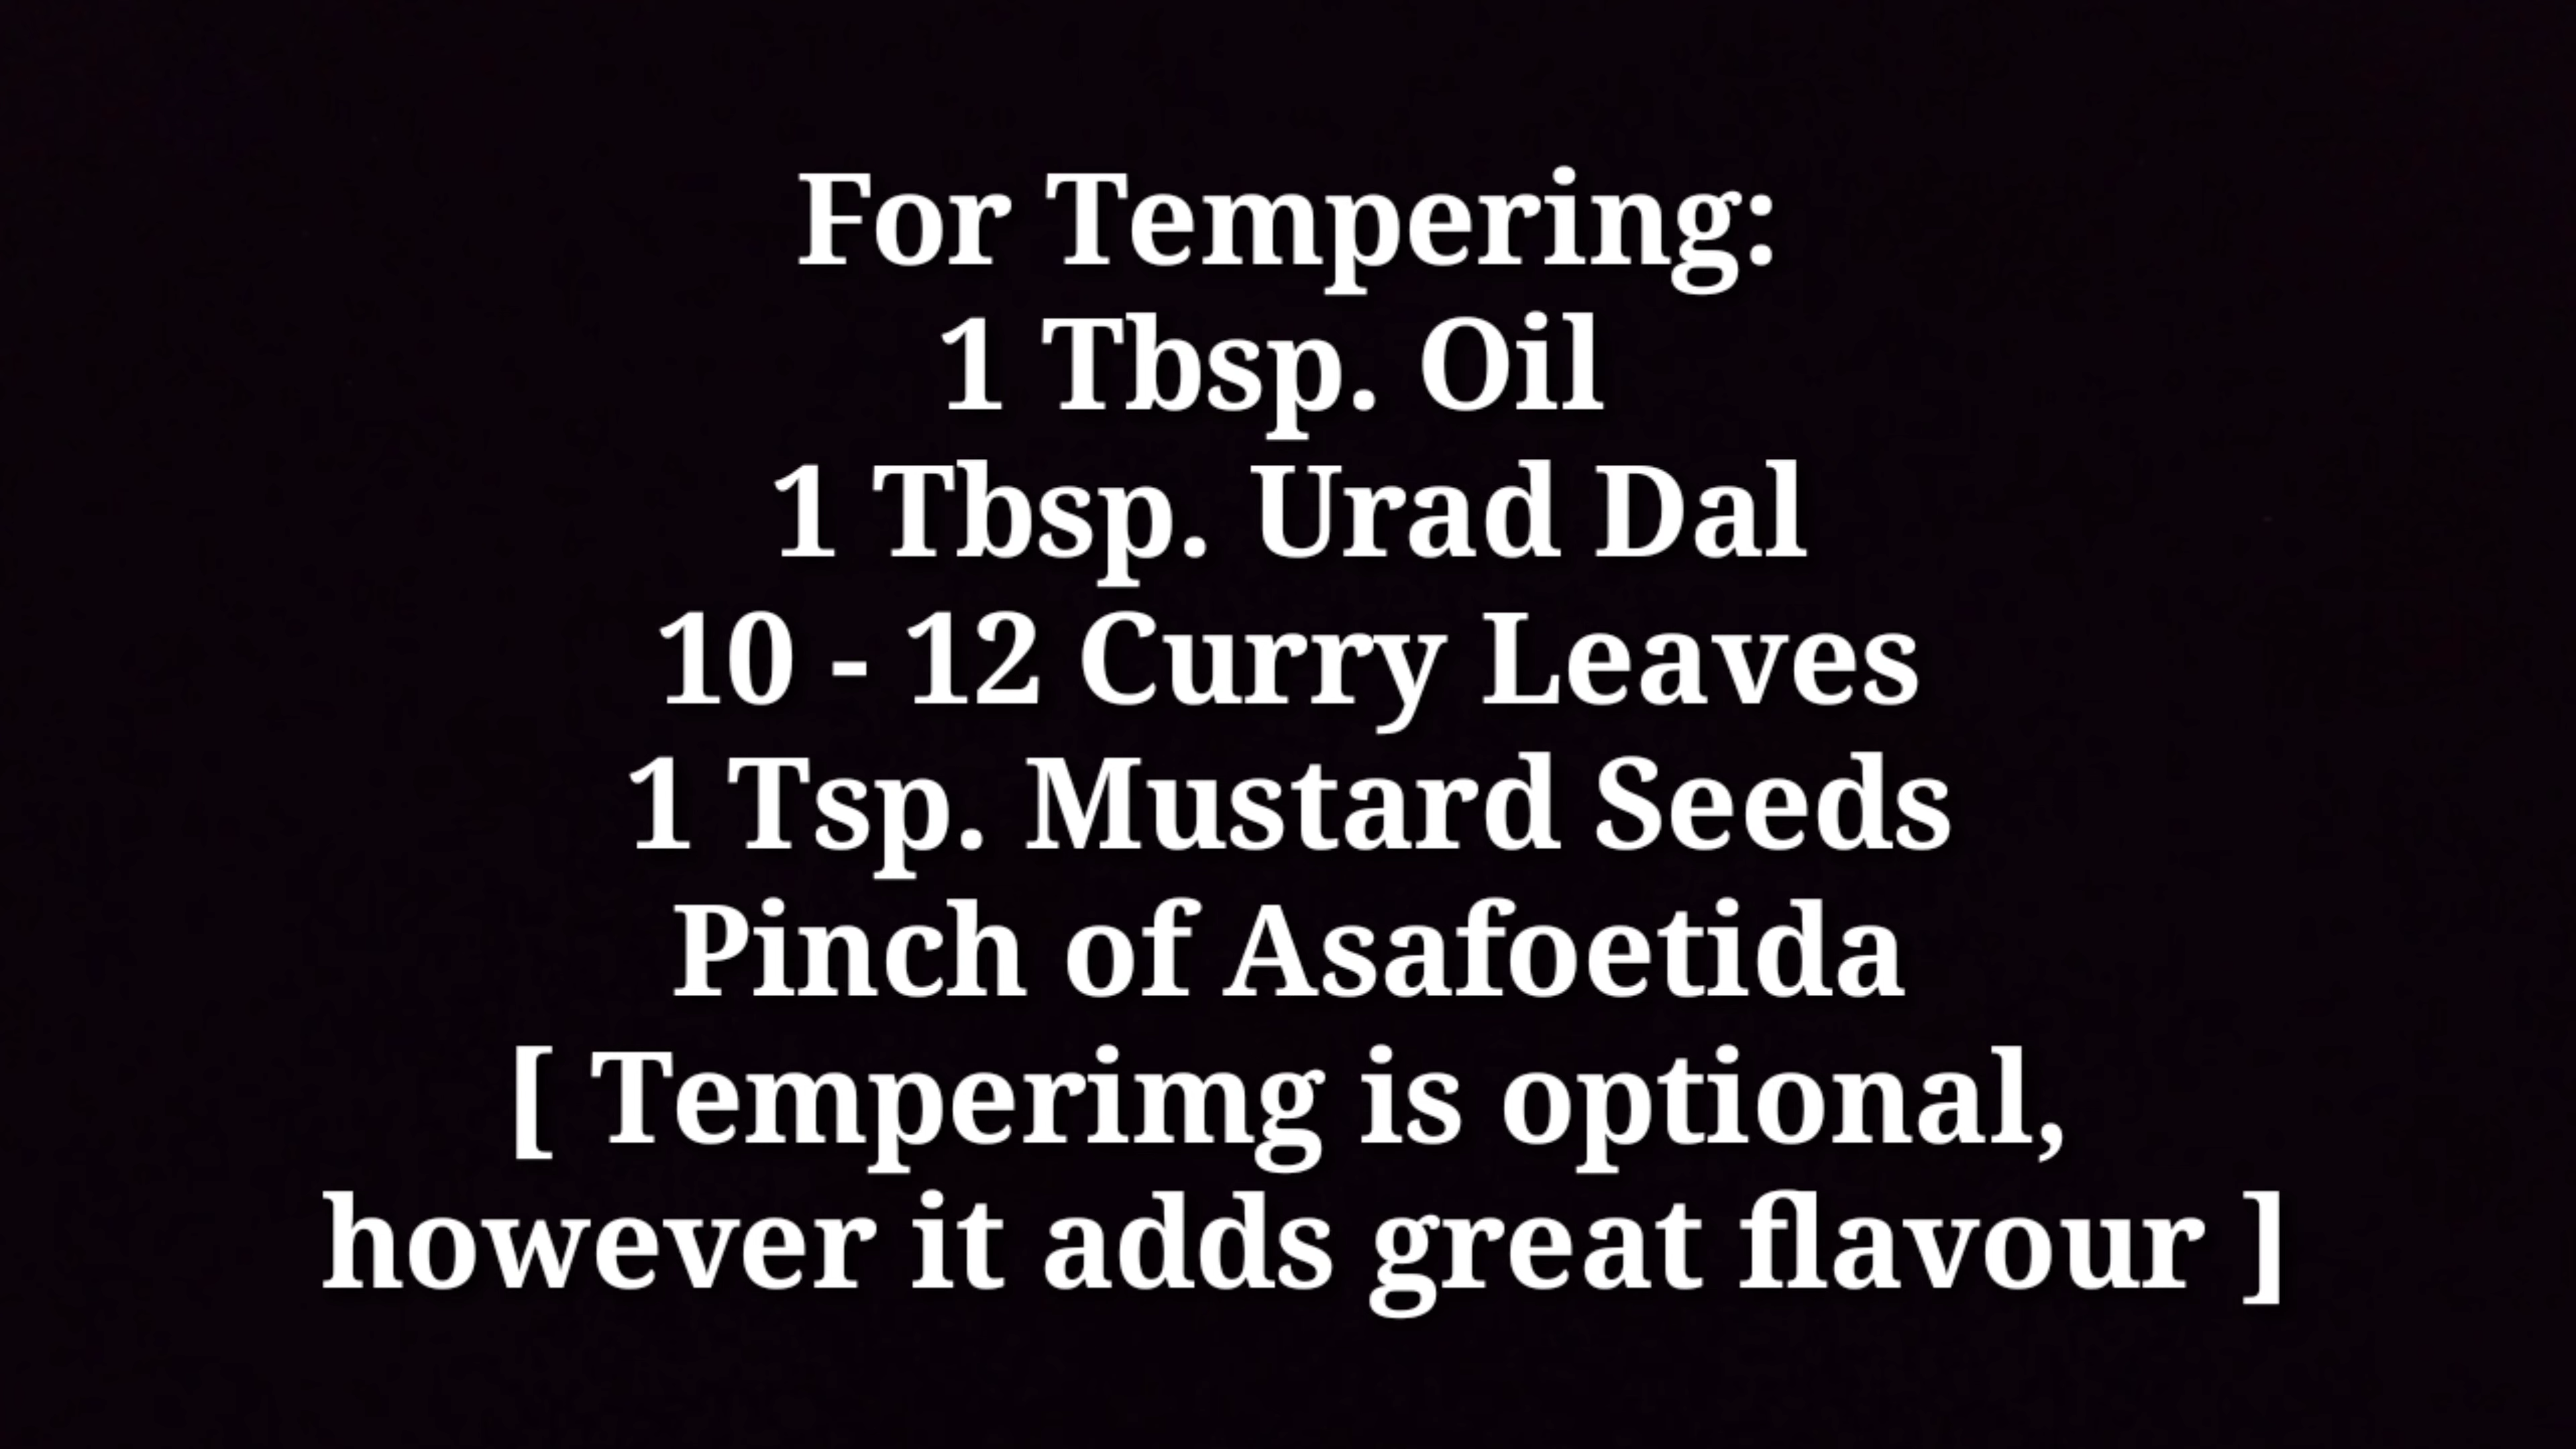 For Tempering:
1 Tbsp. Oil
1 Tbsp. Urad Dal
10 - 12 Curry Leaves
1 Tsp. Mustard Seeds
Pinch of Asafoetida
[ Temperimg is optional,
however it adds great flavour ]